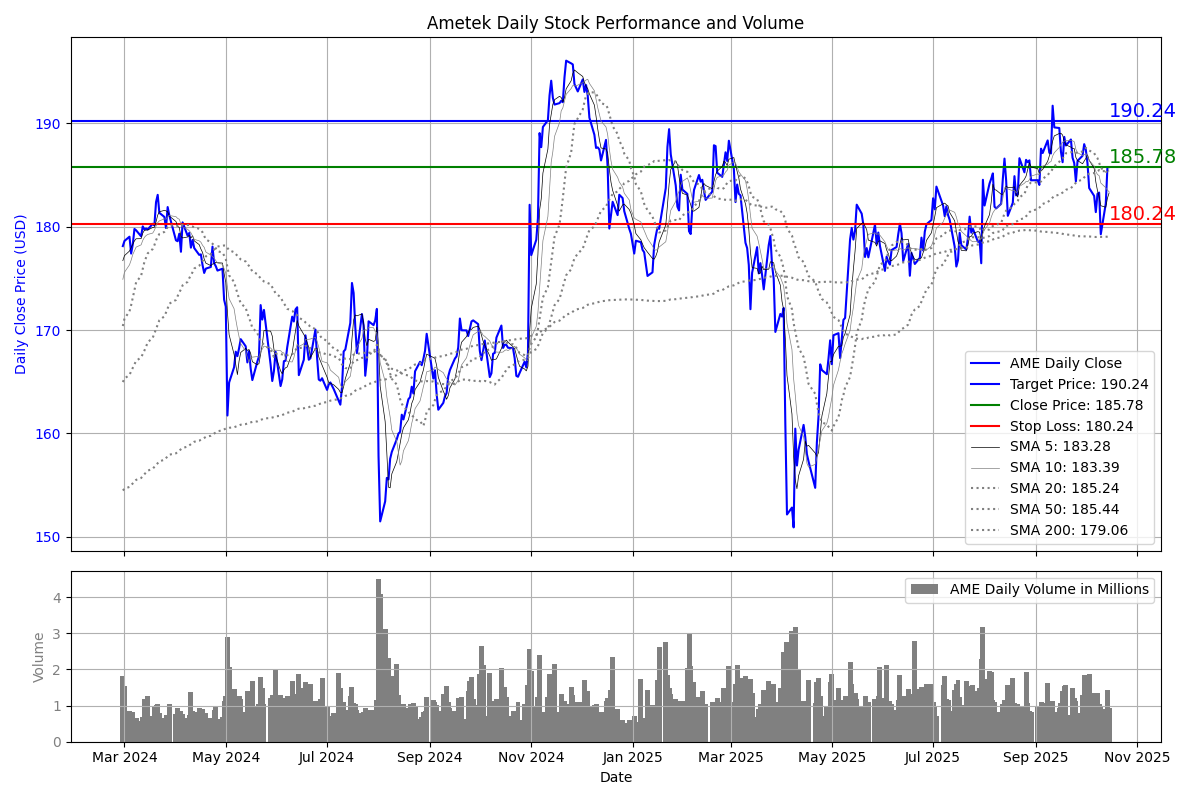 Ametek Daily Stock Performance and Volume
Daily Close Price (USD)
190
180
170
160
150
190.24
185.78
180.24
AME Daily Close
Target Price: 190.24
Close Price: 185.78
Stop Loss: 180.24
SMA 5: 183.28
SMA 10: 183.39
SMA 20: 185.24
SMA 50: 185.44
SMA 200: 179.06
Volume
4
3
2
1
0
AME Daily Volume in Millions
Mar 2024 May 2024 Jul 2024 Sep 2024 Nov 2024 Jan 2025 Mar 2025 May 2025 Jul 2025 Sep 2025 Nov 2025
Date